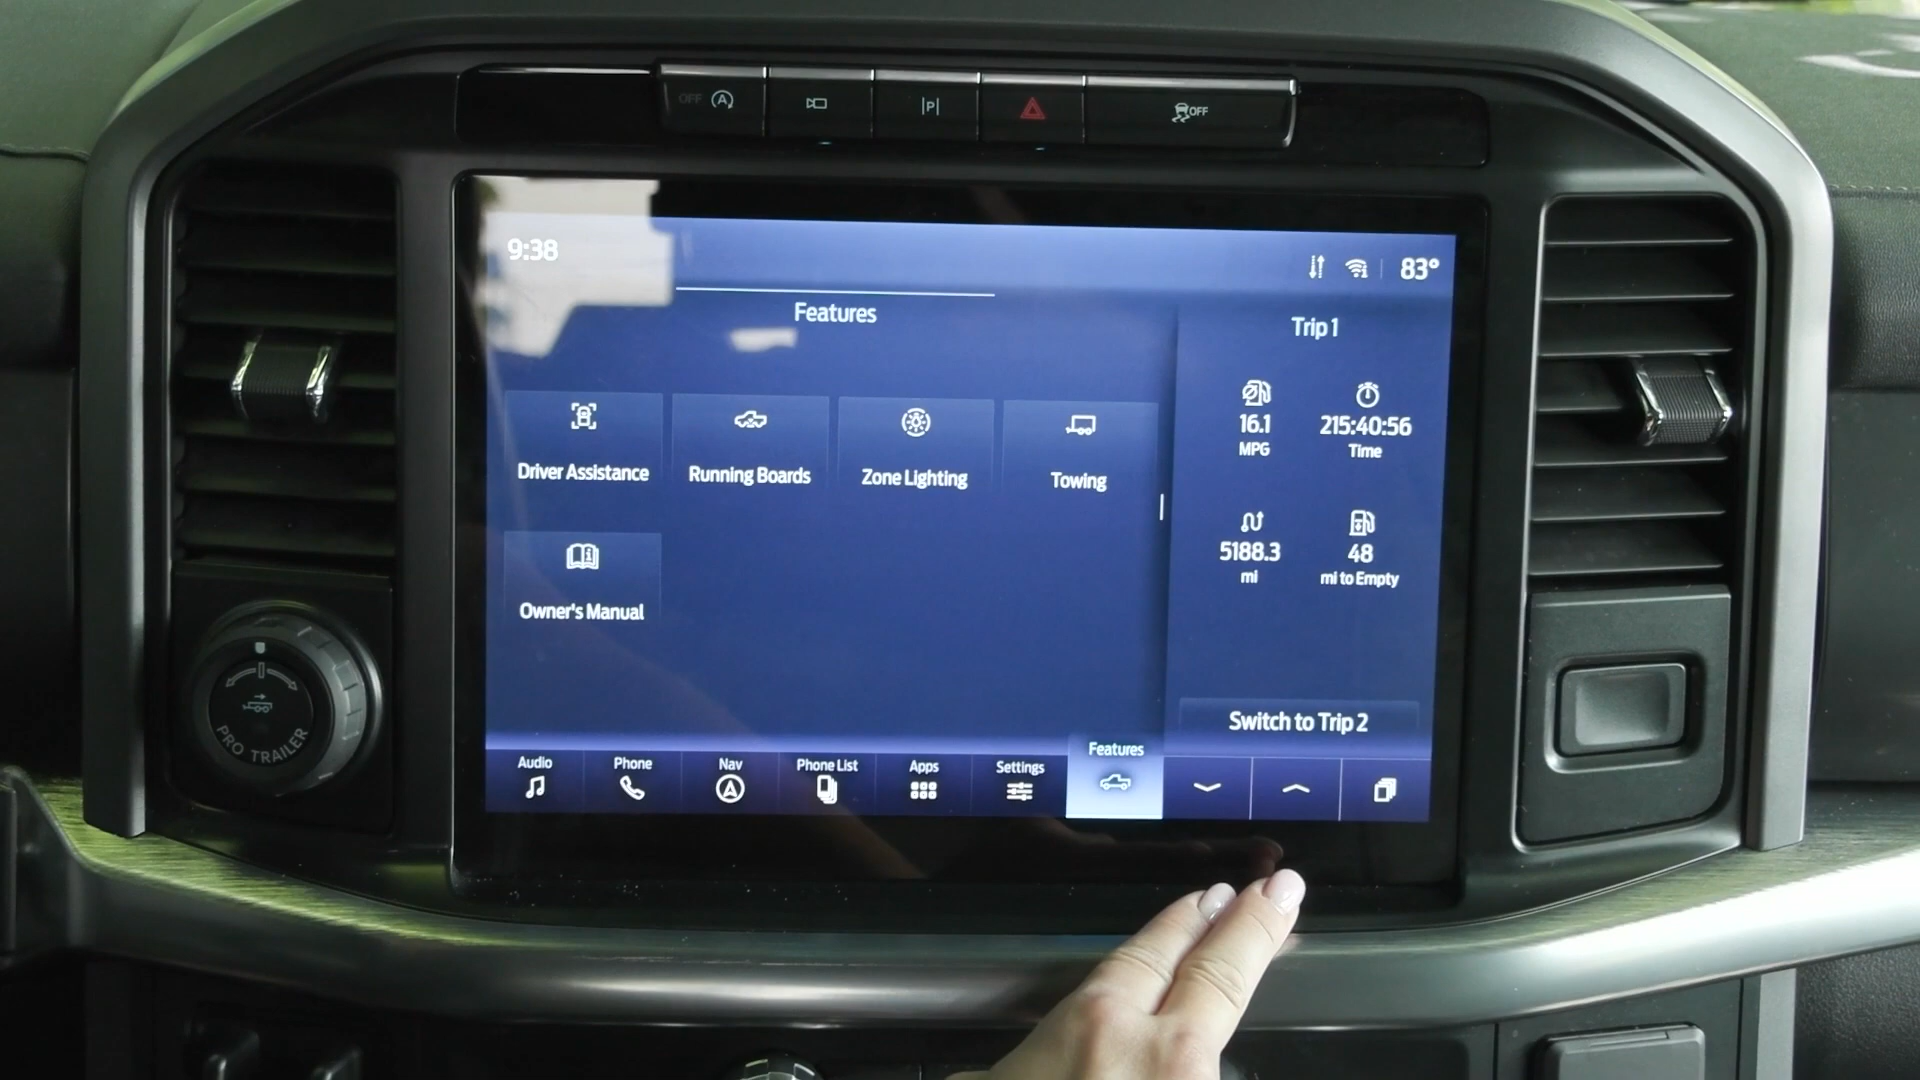 OFF A
|P|
OFF
9:38
83°
Features
Trip 1
16.1
MPG
215:40:56
Time
Driver Assistance
Running Boards
Zone Lighting
Towing
5188.3
mi
48
mi to Empty
Owner's Manual
Switch to Trip 2
PRO TRAILER
Audio
Phone
Nav
Phone List
Apps
Settings
Features